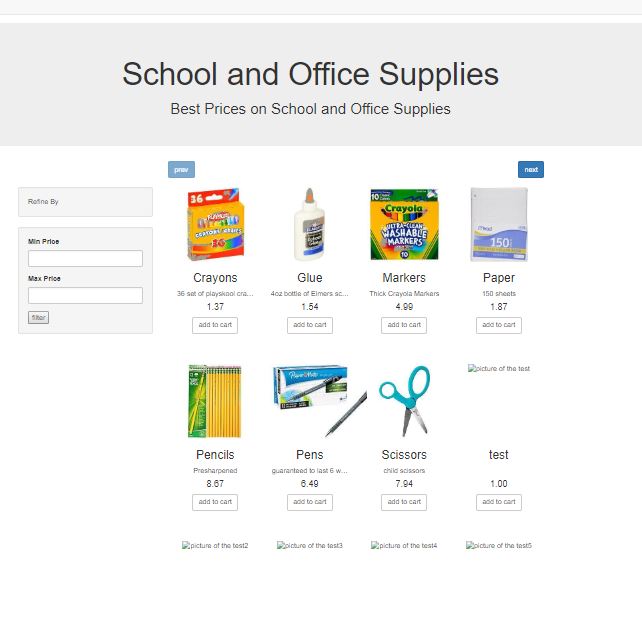 School and Office Supplies
Best Prices on School and Office Supplies
prev
next
Refine By
Min Price
Max Price
filter
36
Crayola
ULTRA-CLEAN
WASHABLE
MARKERS
10
Mead
150
Crayons
Glue
Markers
Paper
36 set of playskool cra...
4oz bottle of Elmers sc...
Thick Crayola Markers
150 sheets
1.37
1.54
4.99
1.87
add to cart
add to cart
add to cart
add to cart
PaperMate
picture of the test
Pencils
Pens
Scissors
test
Presharpened
guaranteed to last 6 w...
child scissors
8.67
6.49
7.94
1.00
add to cart
add to cart
add to cart
add to cart
picture of the test2
picture of the test3
picture of the test4
picture of the test5